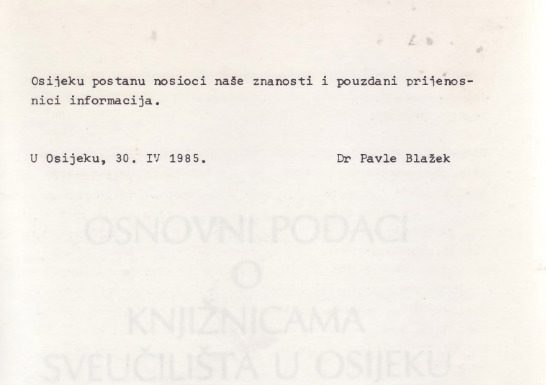 Osijeku postanu nosioci naše znanosti i pouzdani prijenos-
nici informacija.
U Osijeku, 30. IV 1985. Dr Pavle Blažek
OSNOVNI PODACI
O
KNJIŽNICAMA
SVEUČILIŠTA U OSIJEKU